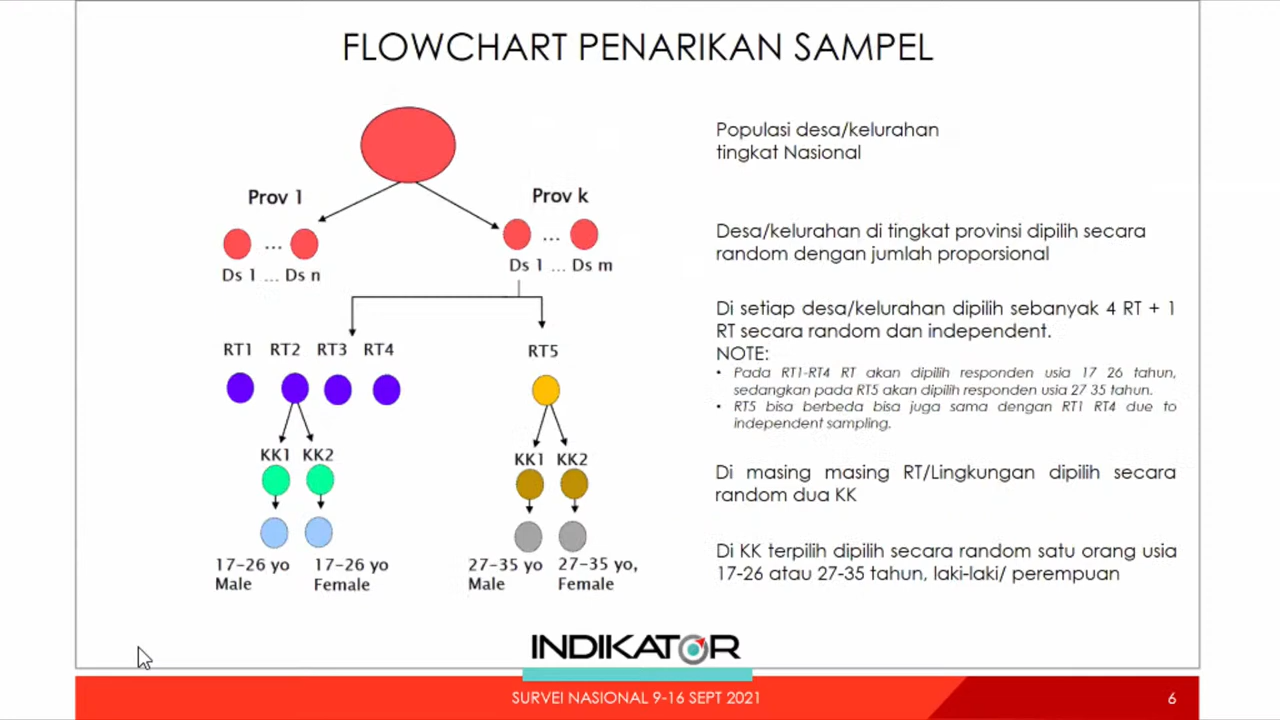 FLOWCHART PENARIKAN SAMPEL
Populasi desa/kelurahan
tingkat Nasional
Prov 1
Prov k
...
...
Ds 1 ... Ds n
Ds 1 ... Ds m
Desa/kelurahan di tingkat provinsi dipilih secara
random dengan jumlah proporsional
Di setiap desa/kelurahan dipilih sebanyak 4 RT + 1
RT secara random dan independent.
NOTE:
• Pada RT1-RT4 RT akan dipilih responden usia 17 26 tahun,
sedangkan pada RT5 akan dipilih responden usia 27 35 tahun.
• RT5 bisa berbeda bisa juga sama dengan RT1 RT4 due to
independent sampling.
RT1 RT2 RT3 RT4
RT5
KK1 KK2
KK1 KK2
Di masing masing RT/Lingkungan dipilih secara
random dua KK
17-26 yo
Male
17-26 yo
Female
27-35 yo
Male
27-35 yo,
Female
Di KK terpilih dipilih secara random satu orang usia
17-26 atau 27-35 tahun, laki-laki/ perempuan
INDIKATOR
SURVEI NASIONAL 9-16 SEPT 2021
6